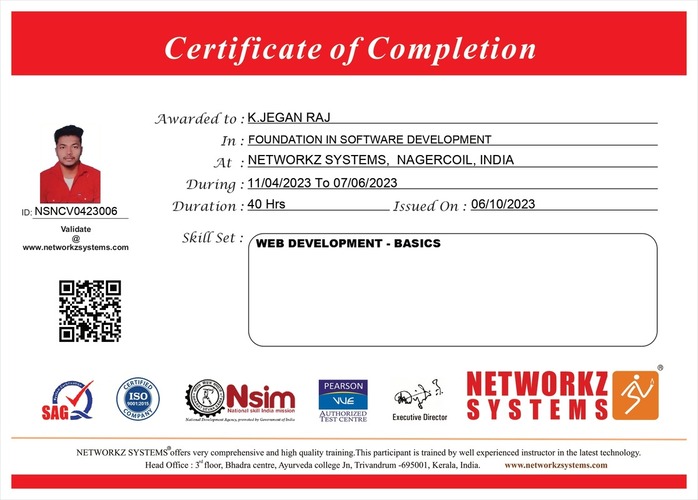 Certificate of Completion
Awarded to : K.JEGAN RAJ
In : FOUNDATION IN SOFTWARE DEVELOPMENT
At : NETWORKZ SYSTEMS, NAGERCOIL, INDIA
During : 11/04/2023 To 07/06/2023
Duration : 40 Hrs Issued On : 06/10/2023
ID: NSNCV0423006
Validate
@
www.networkzsystems.com
Skill Set : WEB DEVELOPMENT - BASICS
SAG
CERTIFIED
ISO
9001:2015
COMPANY
Nsim
National skill India mission
National Development Agency, promoted by Government of India
PEARSON
VUE
AUTHORIZED
TEST CENTRE
Executive Director
NETWORKZ
SYSTEMS
®
NETWORKZ SYSTEMS® offers very comprehensive and high quality training.This participant is trained by well experienced instructor in the latest technology.
Head Office : 3rd floor, Bhadra centre, Ayurveda college Jn, Trivandrum -695001, Kerala, India. www.networkzsystems.com